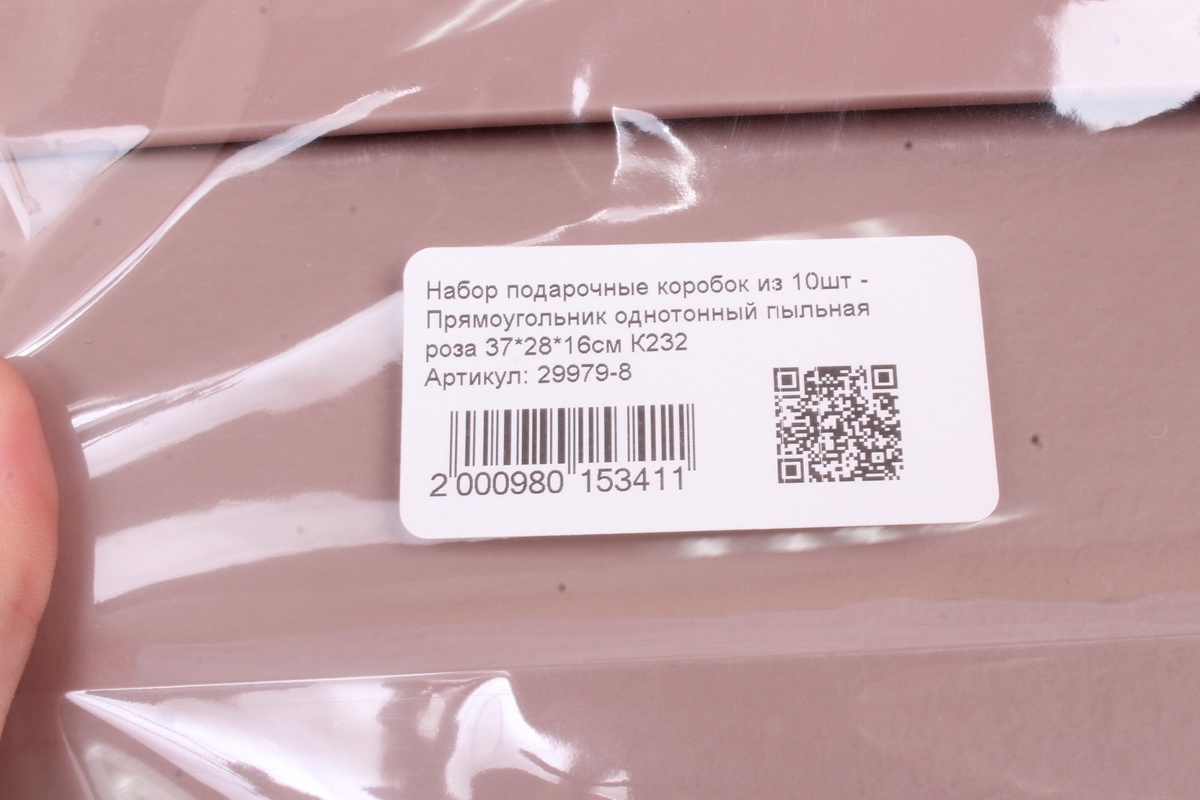 Набор подарочные коробок из 10шт -
Прямоугольник однотонный пыльная
роза 37*28*16см К232
Артикул: 29979-8
2 000980 153411